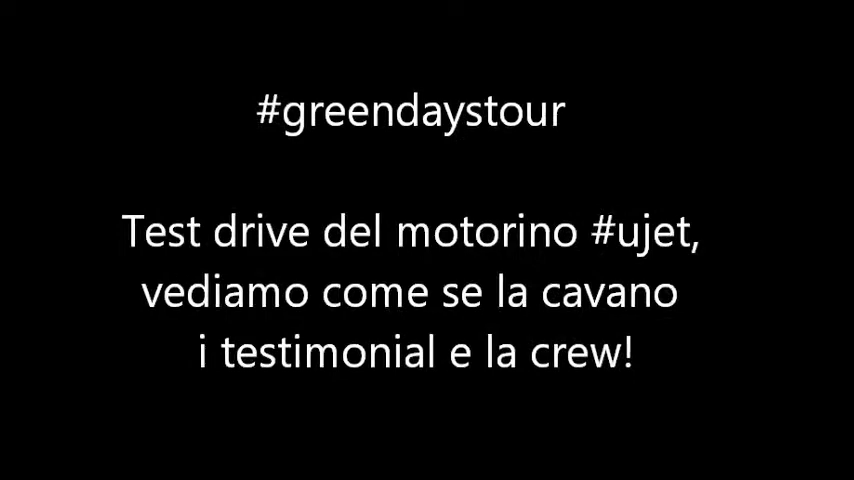 #greendaystour
Test drive del motorino #ujet,
vediamo come se la cavano
i testimonial e la crew!